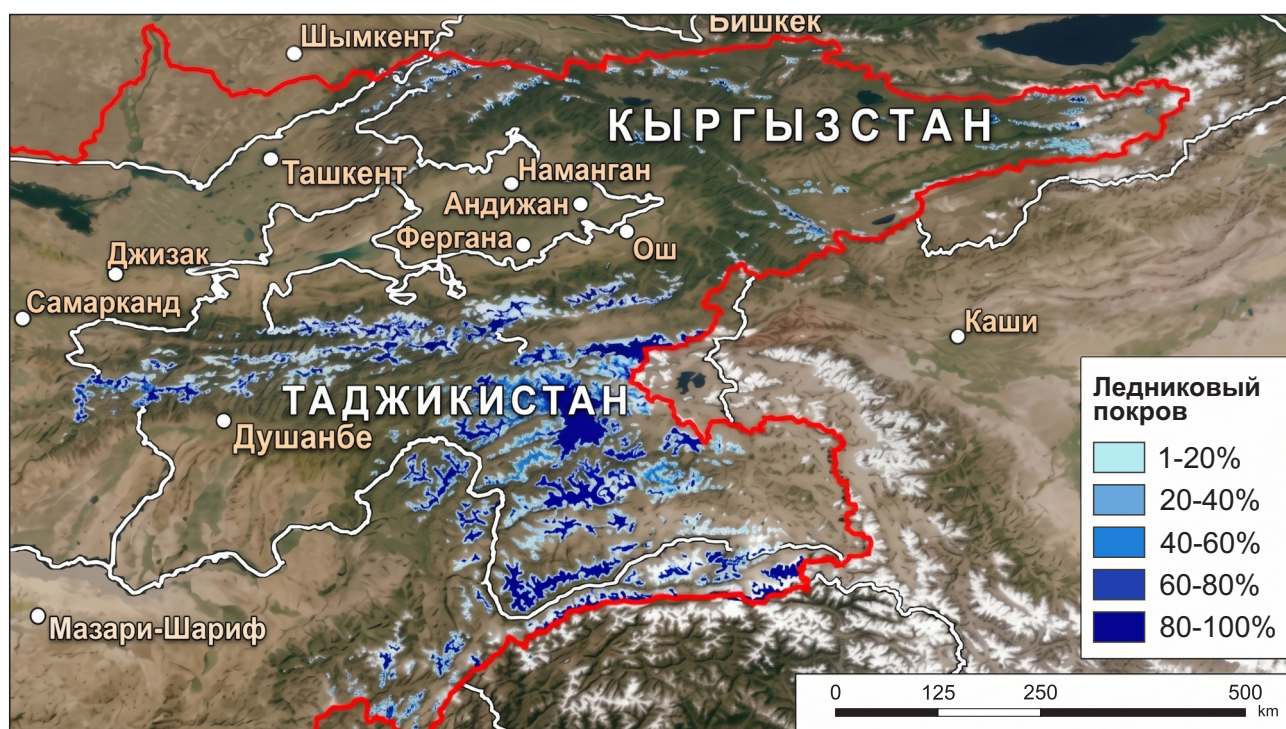 Бишкек
Шымкент
КЫРГЫЗСТАН
Ташкент
Наманган
Андижан
Фергана
Ош
Джизак
Самарканд
Каши
ТАДЖИКИСТАН
Душанбе
Мазари-Шариф
Ледниковый
покров
1-20%
20-40%
40-60%
60-80%
80-100%
0 125 250 500
km